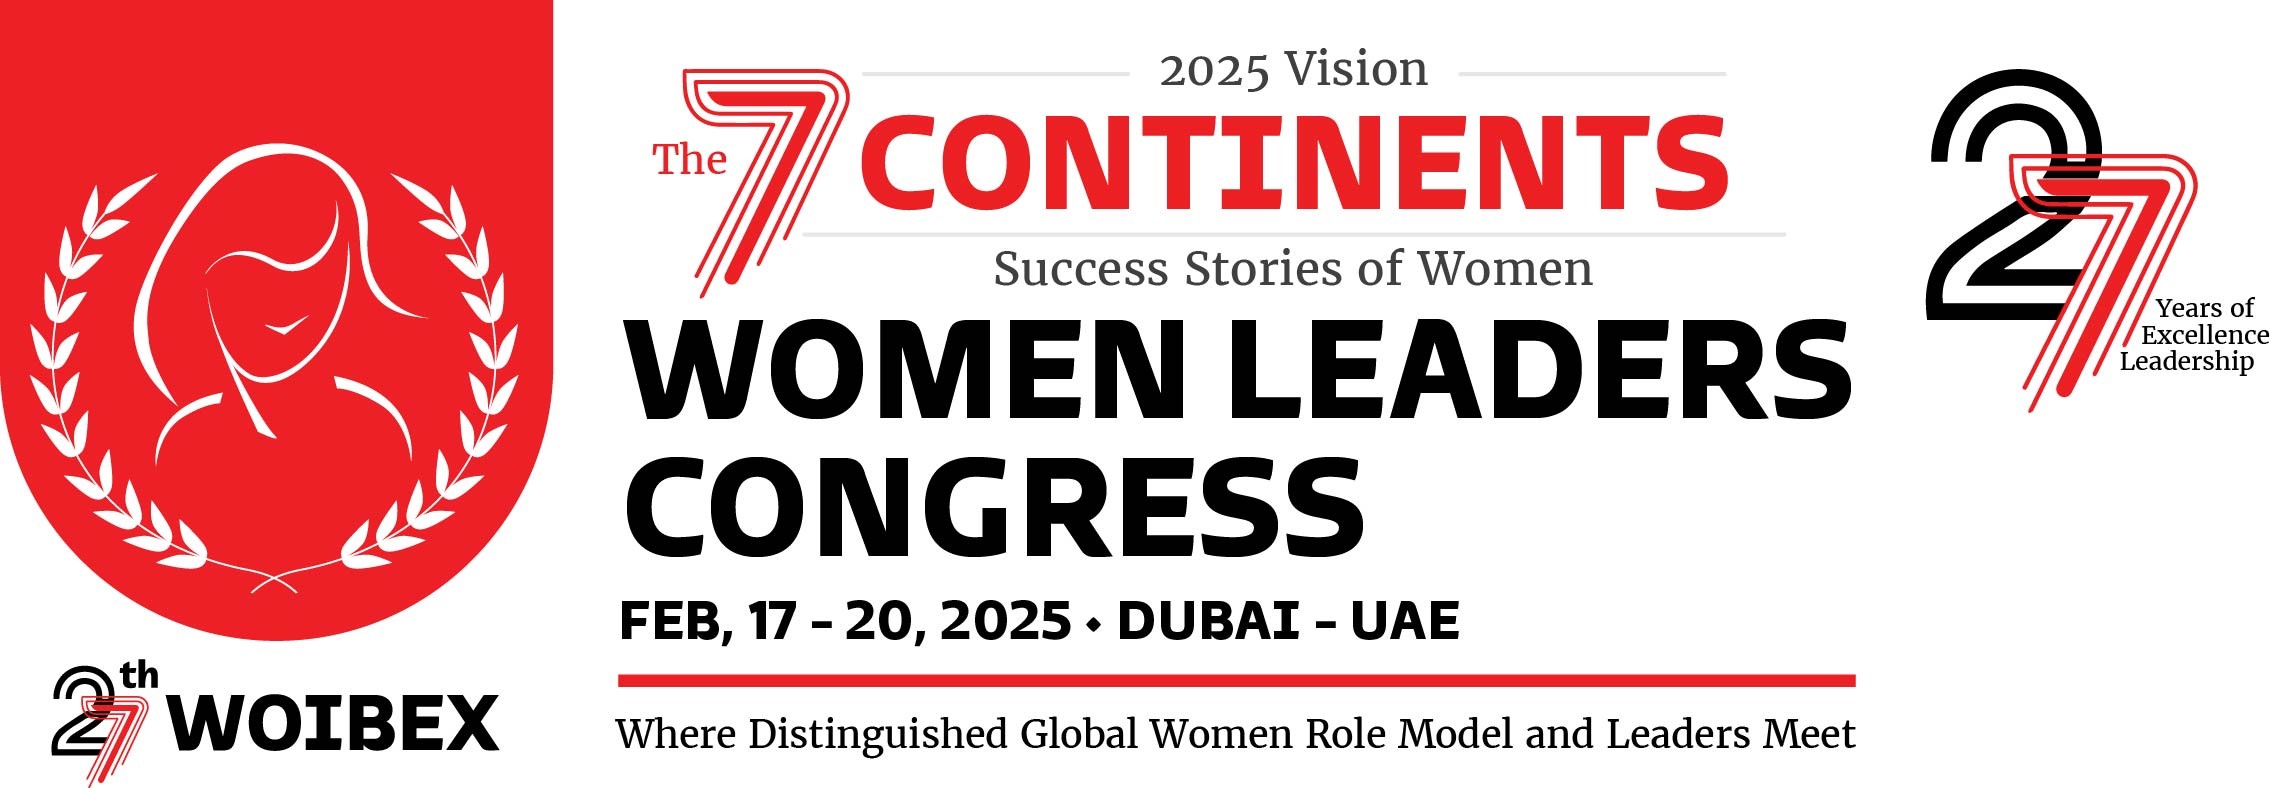 27th WOIBEX
2025 Vision
The 7 CONTINENTS
Success Stories of Women
WOMEN LEADERS
CONGRESS
FEB, 17 – 20, 2025 • DUBAI – UAE
Where Distinguished Global Women Role Model and Leaders Meet
27
Years of
Excellence
Leadership